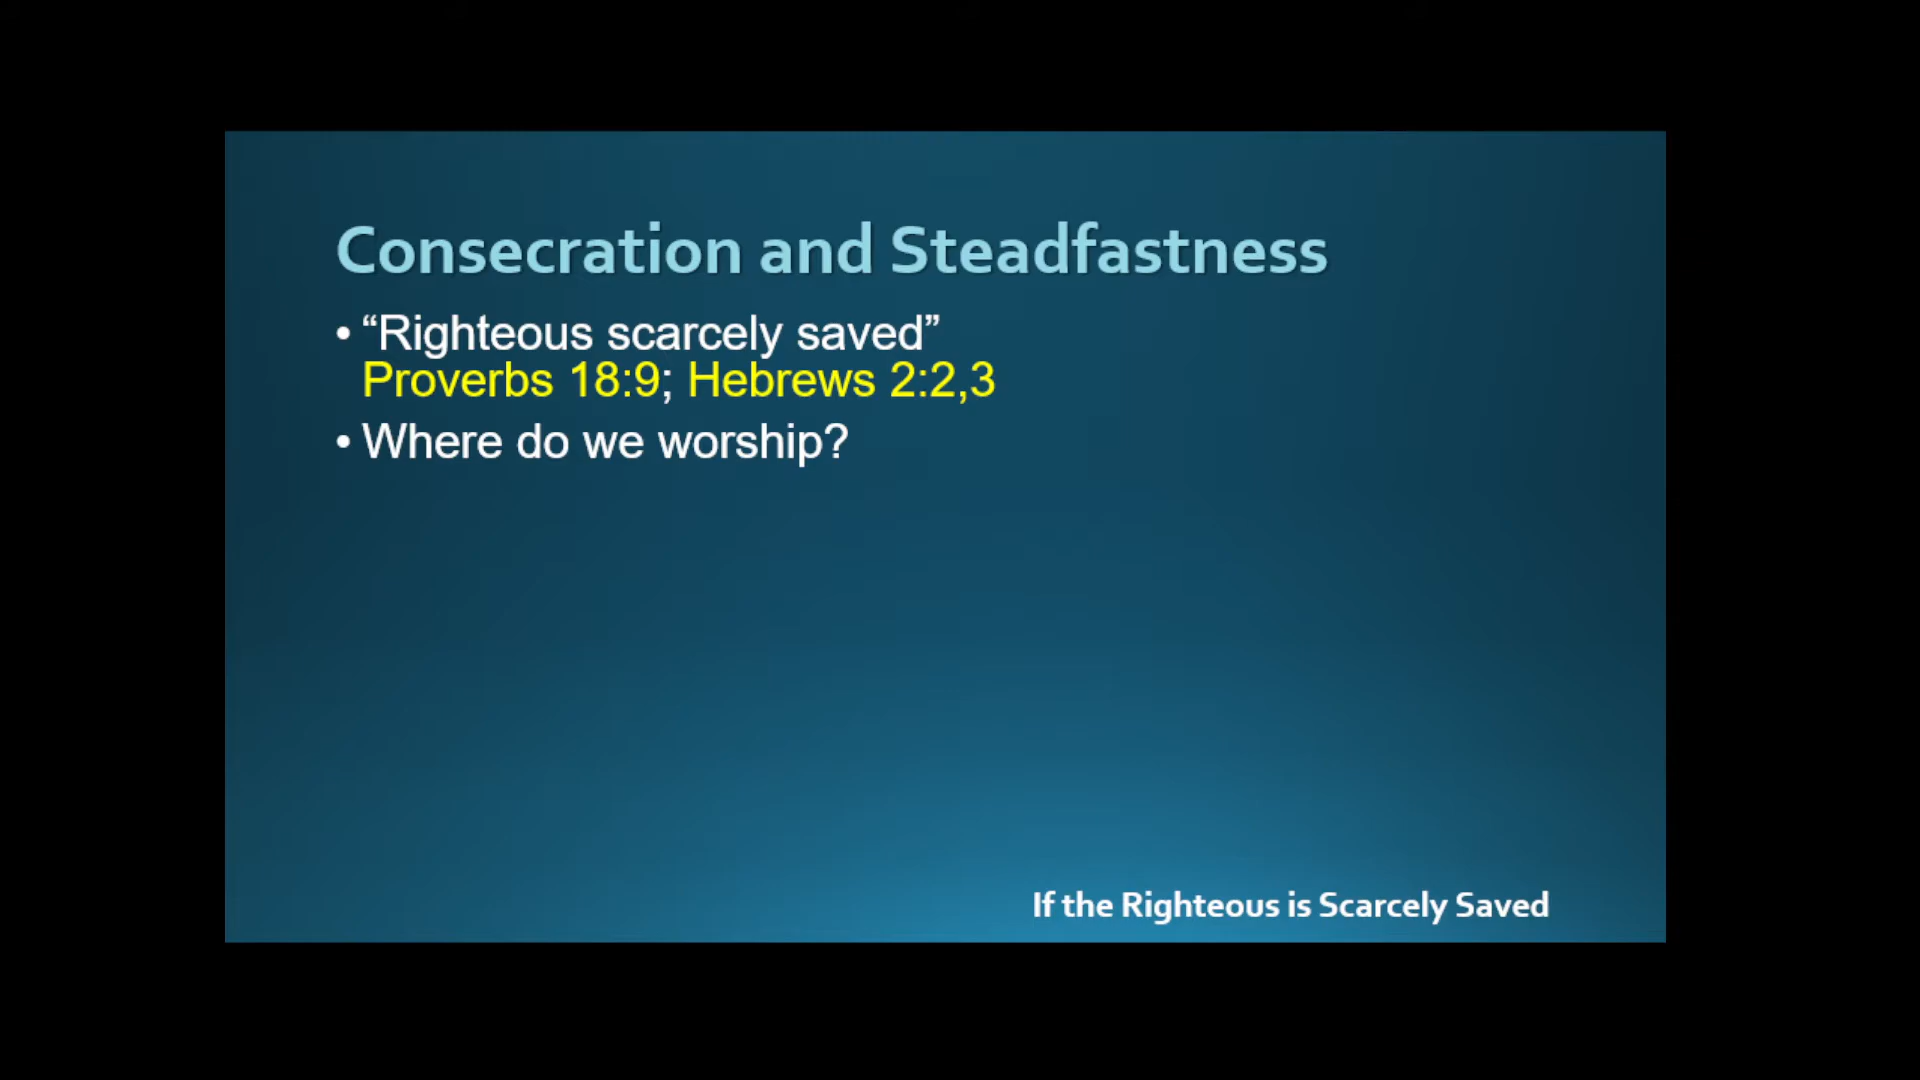 Consecration and Steadfastness
• “Righteous scarcely saved”
Proverbs 18:9; Hebrews 2:2,3
• Where do we worship?
If the Righteous is Scarcely Saved